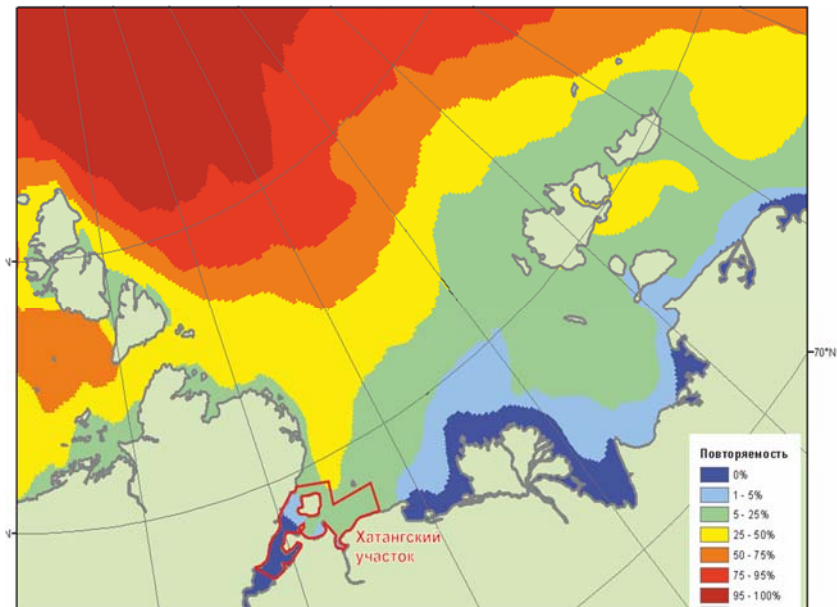 N
70°N
N
Хатангский
участок
Повторяемость
0%
1 - 5%
5 - 25%
25 - 50%
50 - 75%
75 - 95%
95 - 100%